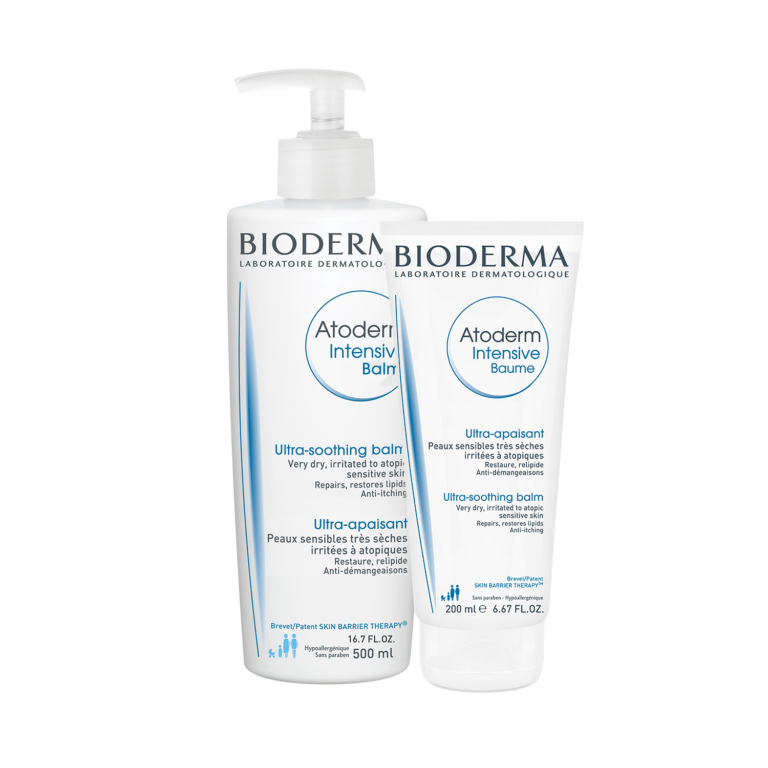 BIODERM
LABORATOIRE DERMATOLO
Atoderm
Intensiv
Balm
Ultra-soothing balm
Very dry, irritated to atopi
sensitive skin
Repairs, restores lipids
Anti-itching
Ultra-apaisant
Peaux sensibles très sèches
irritées à atopiques
Restaure, relipide
Anti-démangeaisons
Brevet/Patent SKIN BARRIER THERAPY®
16.7 FL.OZ.
Hypoallergénique
Sans paraben 500 ml
BIODERMA
LABORATOIRE DERMATOLOGIQUE
Atoderm
Intensive
Baume
Ultra-apaisant
Peaux sensibles très sèches
irritées à atopiques
Restaure, relipide
Anti-démangeaisons
Ultra-soothing balm
Very dry, irritated to atopic
sensitive skin
Repairs, restores lipids
Anti-itching
Brevet/Patent
SKIN BARRIER THERAPY™
Sans paraben - Hypoallergénique
200 ml ℮ 6.67 FL.OZ.